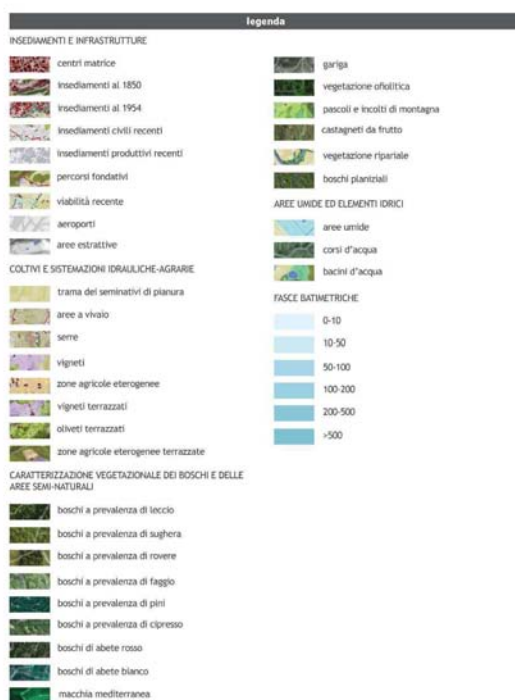 legenda
INSEDIAMENTI E INFRASTRUTTURE
centri matrice
insediamenti al 1850
insediamenti al 1954
insediamenti civili recenti
insediamenti produttivi recenti
percorsi fondativi
viabilità recente
aeroporti
aree estrattive
COLTIVI E SISTEMAZIONI IDRAULICHE-AGRARIE
trama dei seminativi di pianura
aree a vivaio
serre
vigneti
zone agricole eterogenee
vigneti terrazzati
oliveti terrazzati
zone agricole eterogenee terrazzate
CARATTERIZZAZIONE VEGETAZIONALE DEI BOSCHI E DELLE
AREE SEMI-NATURALI
boschi a prevalenza di leccio
boschi a prevalenza di sughera
boschi a prevalenza di rovere
boschi a prevalenza di faggio
boschi a prevalenza di pini
boschi a prevalenza di cipresso
boschi di abete rosso
boschi di abete bianco
macchia mediterranea
gariga
vegetazione ofiolitica
pascoli e incolti di montagna
castagneti da frutto
vegetazione ripariale
boschi planiziali
AREE UMIDE ED ELEMENTI IDRICI
aree umide
corsi d'acqua
bacini d'acqua
FASCE BATIMETRICHE
0-10
10-50
50-100
100-200
200-500
>500